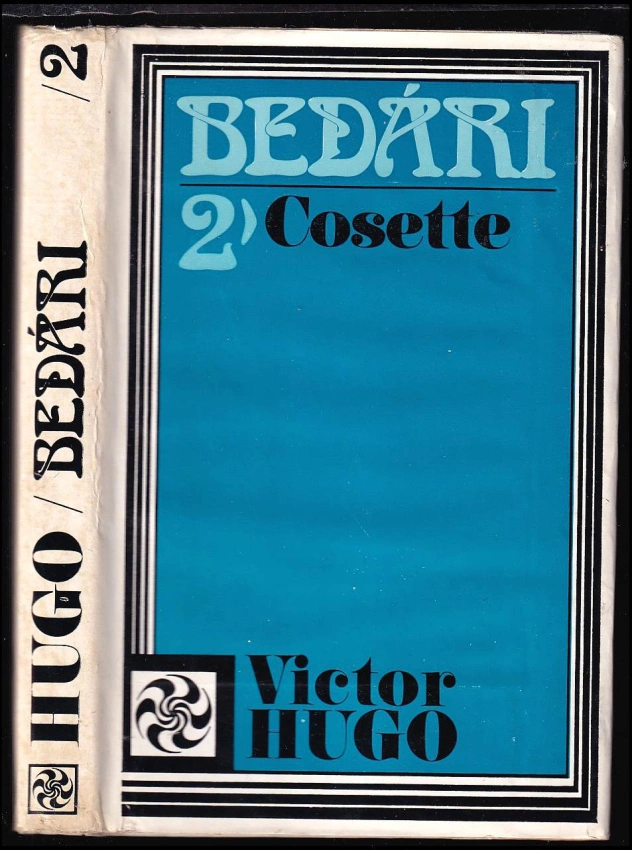 BEDÁRI
2) Cosette
Victor
HUGO
HUGO / BEDÁRI /2